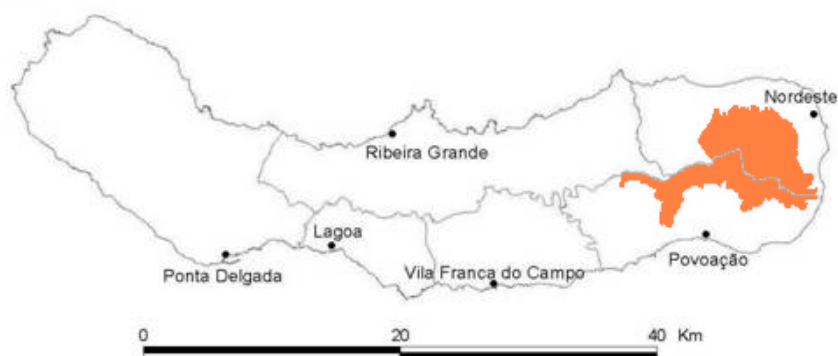 Nordeste
Ribeira Grande
Lagoa
Povoação
Ponta Delgada
Vila Franca do Campo
0 20 40 Km